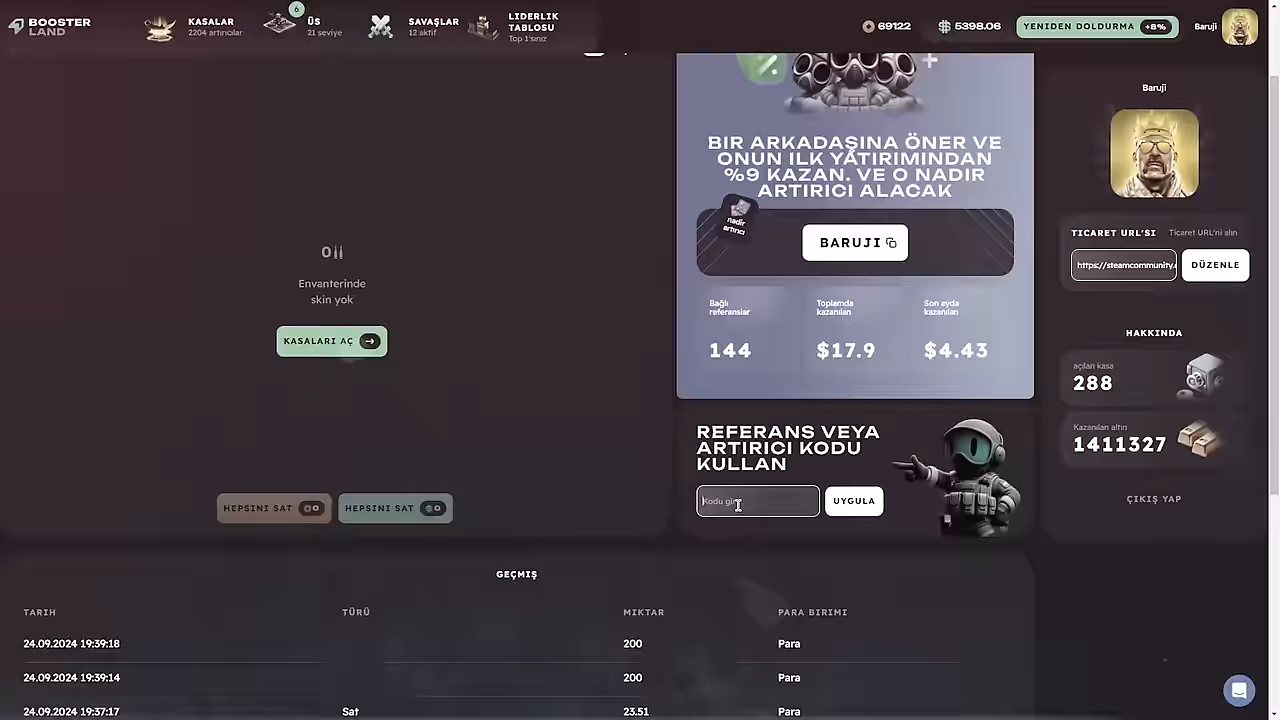 BOOSTER
LAND
KASALAR
2204 artırıcılar
6
ÜS
21 seviye
SAVAŞLAR
12 aktif
LIDERLIK
TABLOSU
Top 1'sınız
69122
5398.06
YENIDEN DOLDURMA +8%
Baruji
BIR ARKADAŞINA ÖNER VE
ONUN ILK YATIRIMINDAN
%9 KAZAN. VE O NADIR
ARTIRICI ALACAK
nadir
artırıcı
BARUJI
Bağlı
referanslar
144
Toplamda
kazanılan
$17.9
Son ayda
kazanılan
$4.43
0
Envanterinde
skin yok
KASALARI AÇ
HEPSINI SAT 0
HEPSINI SAT 0
REFERANS VEYA
ARTIRICI KODU
KULLAN
UYGULA
Baruji
TICARET URL'SI Ticaret URL'ni alın
https://steamcommunity.
DÜZENLE
HAKKINDA
açılan kasa
288
Kazanılan altın
1411327
ÇIKIŞ YAP
GEÇMIŞ
TARIH TÜRÜ MIKTAR PARA BIRIMI
24.09.2024 19:39:18 200 Para
24.09.2024 19:39:14 200 Para
24.09.2024 19:37:17 Sat 23.51 Para